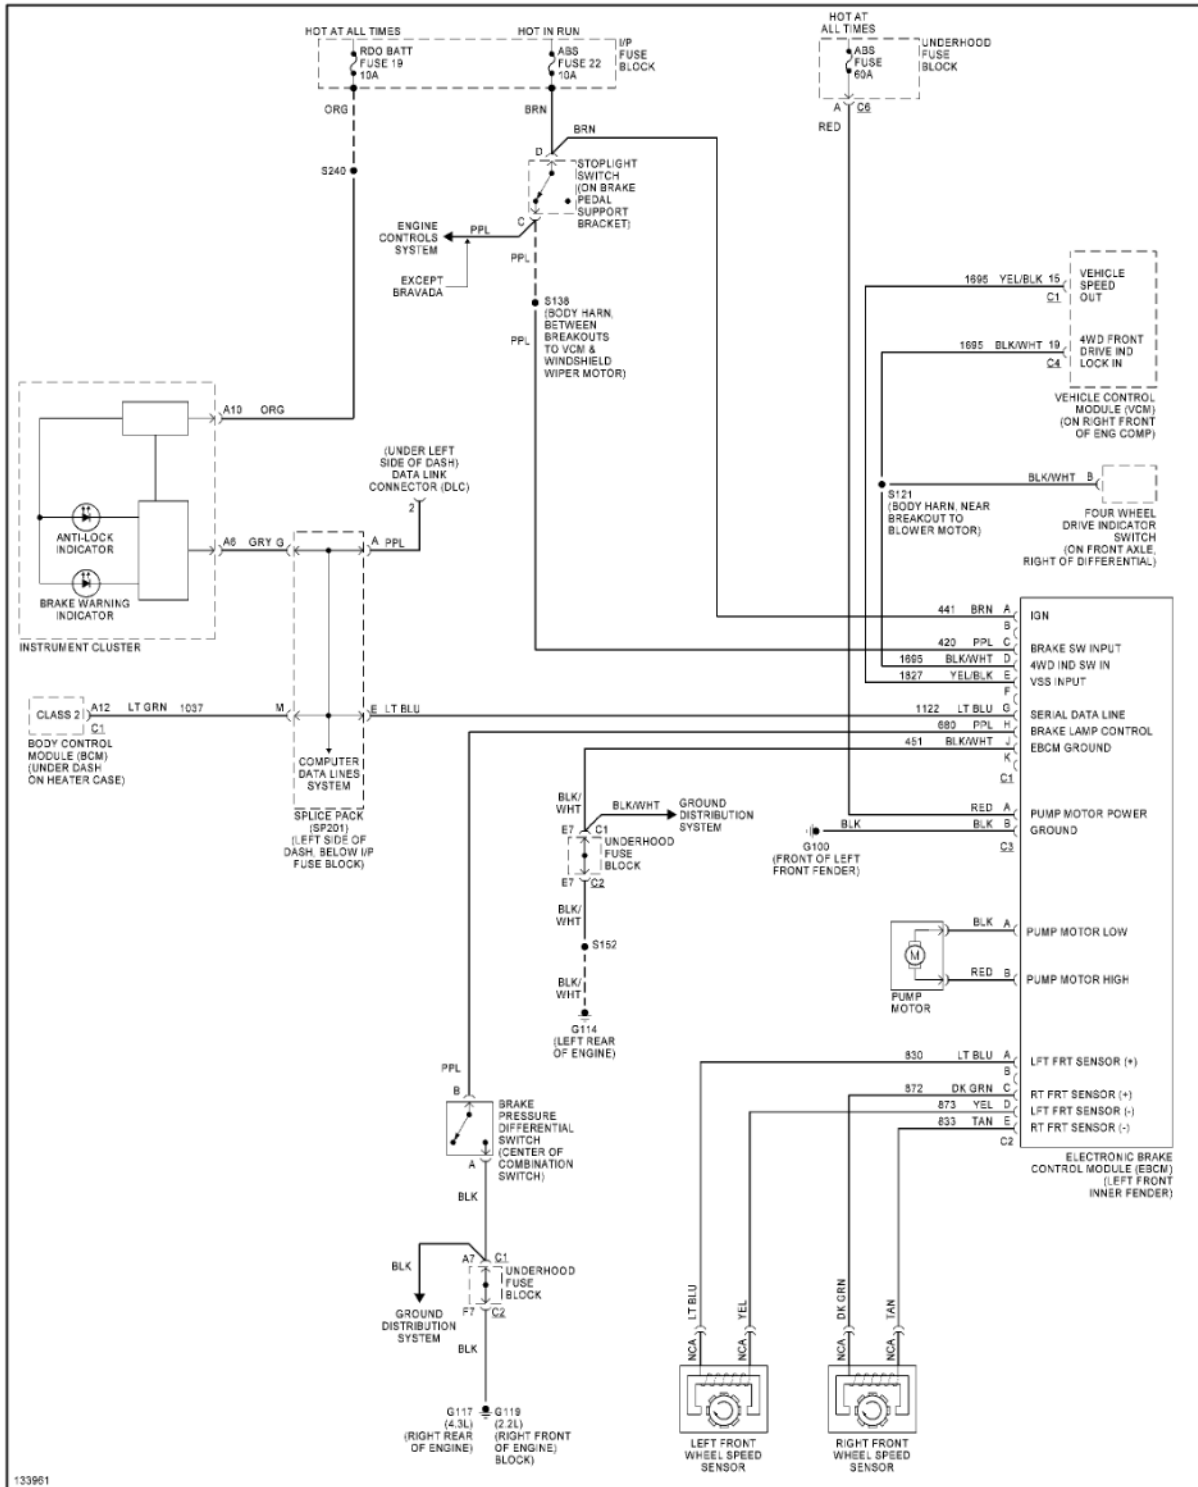 HOT AT ALL TIMES
RDO BATT
FUSE 19
10A
HOT IN RUN
ABS
FUSE 22
10A
I/P
FUSE
BLOCK
HOT AT
ALL TIMES
ABS
FUSE
60A
UNDERHOOD
FUSE
BLOCK
A
C6
RED
ORG
S240
BRN
BRN
D
STOPLIGHT
SWITCH
(ON BRAKE
PEDAL
SUPPORT
BRACKET)
C
ENGINE
CONTROLS
SYSTEM
PPL
EXCEPT
BRAVADA
PPL
S138
(BODY HARN,
BETWEEN
BREAKOUTS
TO VCM &
WINDSHIELD
WIPER MOTOR)
PPL
1695 YEL/BLK 15
C1
VEHICLE
SPEED
OUT
1695 BLK/WHT 19
C4
4WD FRONT
DRIVE IND
LOCK IN
VEHICLE CONTROL
MODULE (VCM)
(ON RIGHT FRONT
OF ENG COMP)
BLK/WHT B
S121
(BODY HARN, NEAR
BREAKOUT TO
BLOWER MOTOR)
FOUR WHEEL
DRIVE INDICATOR
SWITCH
(ON FRONT AXLE,
RIGHT OF DIFFERENTIAL)
A10 ORG
(UNDER LEFT
SIDE OF DASH)
DATA LINK
CONNECTOR (DLC)
2
ANTI-LOCK
INDICATOR
A6 GRY G
A PPL
BRAKE WARNING
INDICATOR
INSTRUMENT CLUSTER
CLASS 2
A12 LT GRN 1037 M
C1
BODY CONTROL
MODULE (BCM)
(UNDER DASH
ON HEATER CASE)
E LT BLU
COMPUTER
DATA LINES
SYSTEM
SPLICE PACK
(SP201)
(LEFT SIDE OF
DASH, BELOW I/P
FUSE BLOCK)
441 BRN A IGN
B
420 PPL C BRAKE SW INPUT
1695 BLK/WHT D 4WD IND SW IN
1827 YEL/BLK E VSS INPUT
F
1122 LT BLU G SERIAL DATA LINE
680 PPL H BRAKE LAMP CONTROL
451 BLK/WHT J EBCM GROUND
K
C1
RED A PUMP MOTOR POWER
BLK BLK B GROUND
C3
G100
(FRONT OF LEFT
FRONT FENDER)
BLK/
WHT
BLK/WHT
GROUND
DISTRIBUTION
SYSTEM
E7 C1
UNDERHOOD
FUSE
BLOCK
E7 C2
BLK/
WHT
S152
BLK/
WHT
G114
(LEFT REAR
OF ENGINE)
M
PUMP
MOTOR
BLK A PUMP MOTOR LOW
RED B PUMP MOTOR HIGH
830 LT BLU A LFT FRT SENSOR (+)
B
872 DK GRN C RT FRT SENSOR (+)
873 YEL D LFT FRT SENSOR (-)
833 TAN E RT FRT SENSOR (-)
C2
ELECTRONIC BRAKE
CONTROL MODULE (EBCM)
(LEFT FRONT
INNER FENDER)
PPL
B
BRAKE
PRESSURE
DIFFERENTIAL
SWITCH
(CENTER OF
COMBINATION
SWITCH)
A
BLK
BLK
A7 C1
UNDERHOOD
FUSE
BLOCK
F7 C2
GROUND
DISTRIBUTION
SYSTEM
BLK
G117
(4.3L)
(RIGHT REAR
OF ENGINE)
G119
(2.2L)
(RIGHT FRONT
OF ENGINE)
BLOCK)
LT BLU
YEL
DK GRN
TAN
NCA
NCA
NCA
NCA
LEFT FRONT
WHEEL SPEED
SENSOR
RIGHT FRONT
WHEEL SPEED
SENSOR
133961